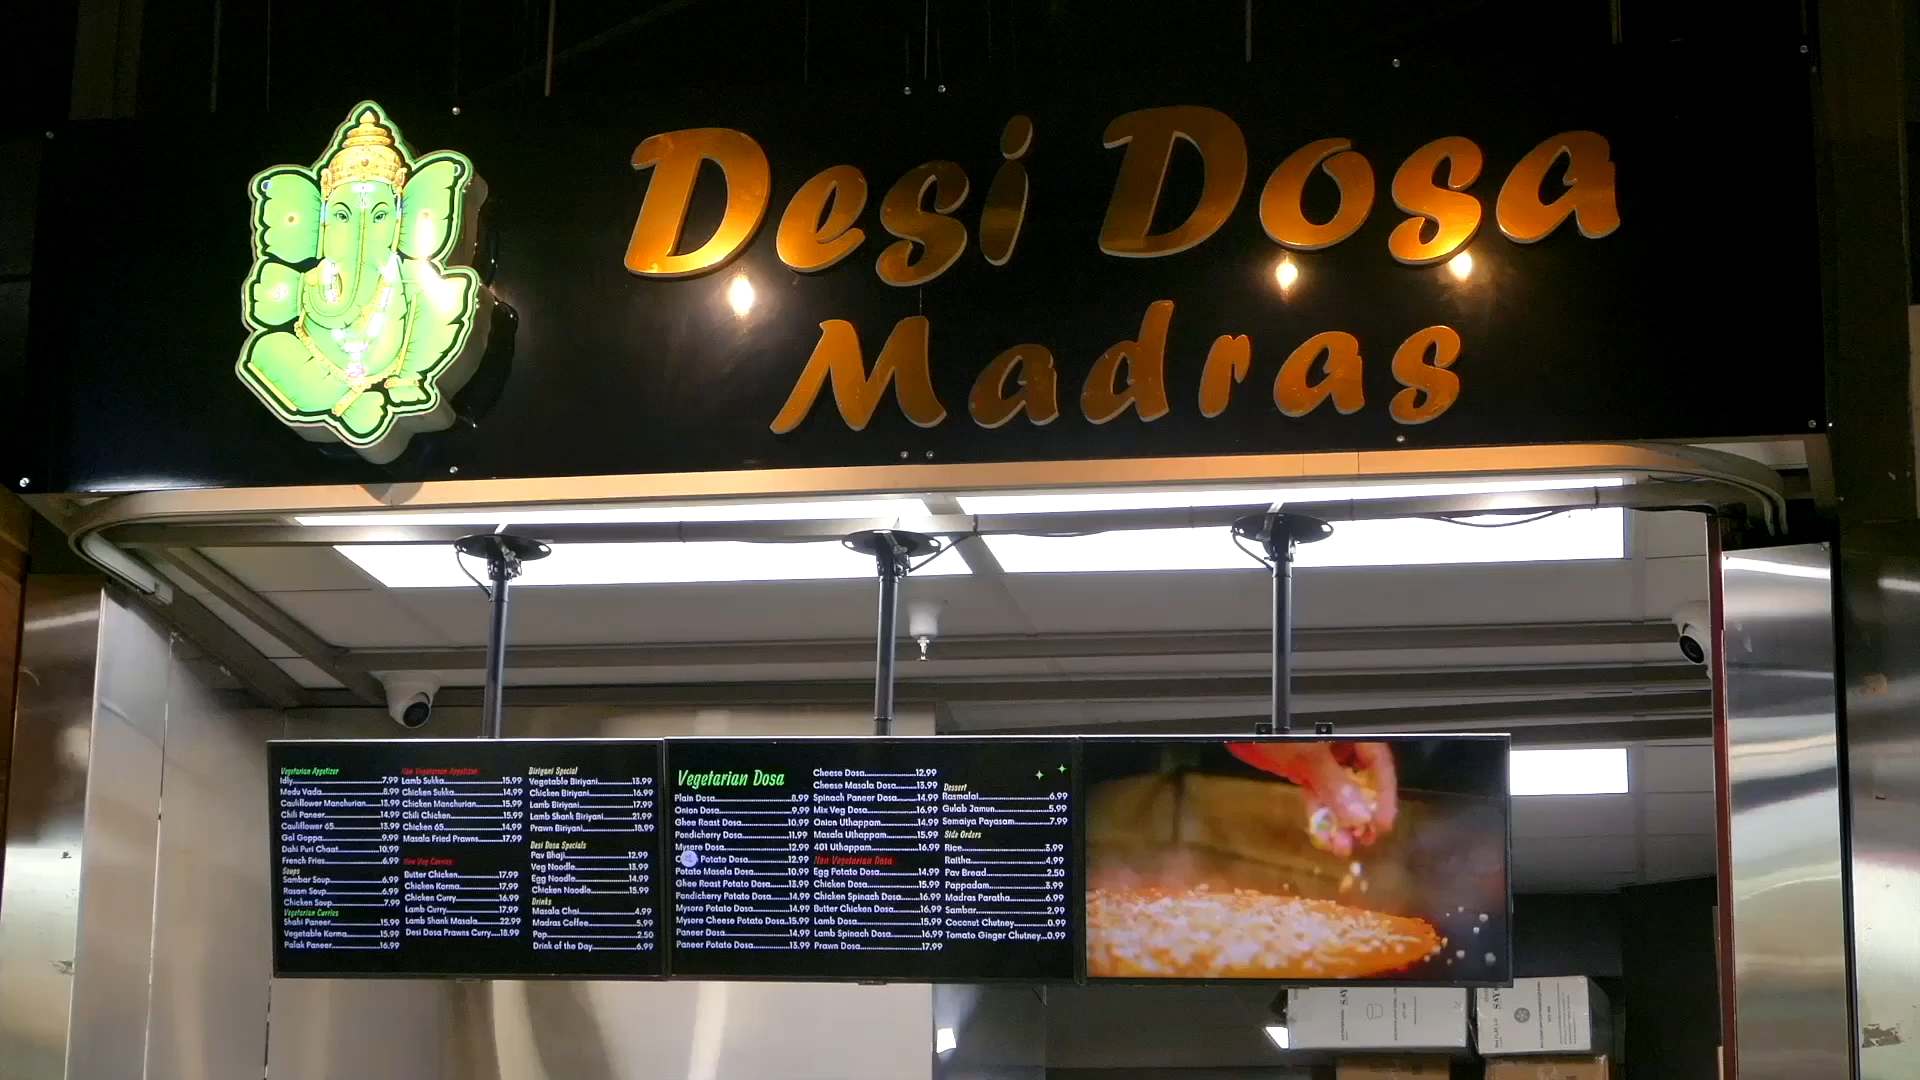 Desi Dosa
Madras
Vegetarian Appetizer
Idly 7.99
Medu Vada 8.99
Cauliflower Manchurian 13.99
Chili Paneer 14.99
Cauliflower 65 13.99
Gol Goppa 9.99
Dahi Puri Chaat 10.99
French Fries 6.99
Soups
Sambar Soup 6.99
Rasam Soup 6.99
Chicken Soup 7.99
Vegetarian Curries
Shahi Paneer 15.99
Vegetable Korma 15.99
Palak Paneer 16.99
Non Vegetarian Appetizer
Lamb Sukka 15.99
Chicken Sukka 14.99
Chicken Manchurian 15.99
Chili Chicken 15.99
Chicken 65 14.99
Masala Fried Prawns 17.99
Non Veg Curries
Butter Chicken 17.99
Chicken Korma 17.99
Chicken Curry 16.99
Lamb Curry 17.99
Lamb Shank Masala 22.99
Desi Dosa Prawns Curry 18.99
Biriyani Special
Vegetable Biriyani 13.99
Chicken Biriyani 16.99
Lamb Biriyani 17.99
Lamb Shank Biriyani 21.99
Prawn Biriyani 18.99
Desi Dosa Specials
Pav Bhaji 12.99
Veg Noodle 13.99
Egg Noodle 14.99
Chicken Noodle 15.99
Drinks
Masala Chai 4.99
Madras Coffee 5.99
Pop 2.50
Drink of the Day 6.99
Vegetarian Dosa
Plain Dosa 8.99
Onion Dosa 9.99
Ghee Roast Dosa 10.99
Pondicherry Dosa 11.99
Mysore Dosa 12.99
Potato Dosa 12.99
Potato Masala Dosa 10.99
Ghee Roast Potato Dosa 13.99
Pondicherry Potato Dosa 14.99
Mysore Potato Dosa 14.99
Mysore Cheese Potato Dosa 15.99
Paneer Dosa 14.99
Paneer Potato Dosa 13.99
Cheese Dosa 12.99
Cheese Masala Dosa 13.99
Spinach Paneer Dosa 14.99
Mix Veg Dosa 16.99
Onion Uthappam 14.99
Masala Uthappam 15.99
401 Uthappam 16.99
Non Vegetarian Dosa
Egg Potato Dosa 14.99
Chicken Dosa 15.99
Chicken Spinach Dosa 16.99
Butter Chicken Dosa 16.99
Lamb Dosa 15.99
Lamb Spinach Dosa 16.99
Prawn Dosa 17.99
Dessert
Rasmalai 6.99
Gulab Jamun 5.99
Semaiya Payasam 7.99
Side Orders
Rice 3.99
Raitha 4.99
Pav Bread 2.50
Pappadam 3.99
Madras Paratha 6.99
Sambar 2.99
Coconut Chutney 0.99
Tomato Ginger Chutney 0.99